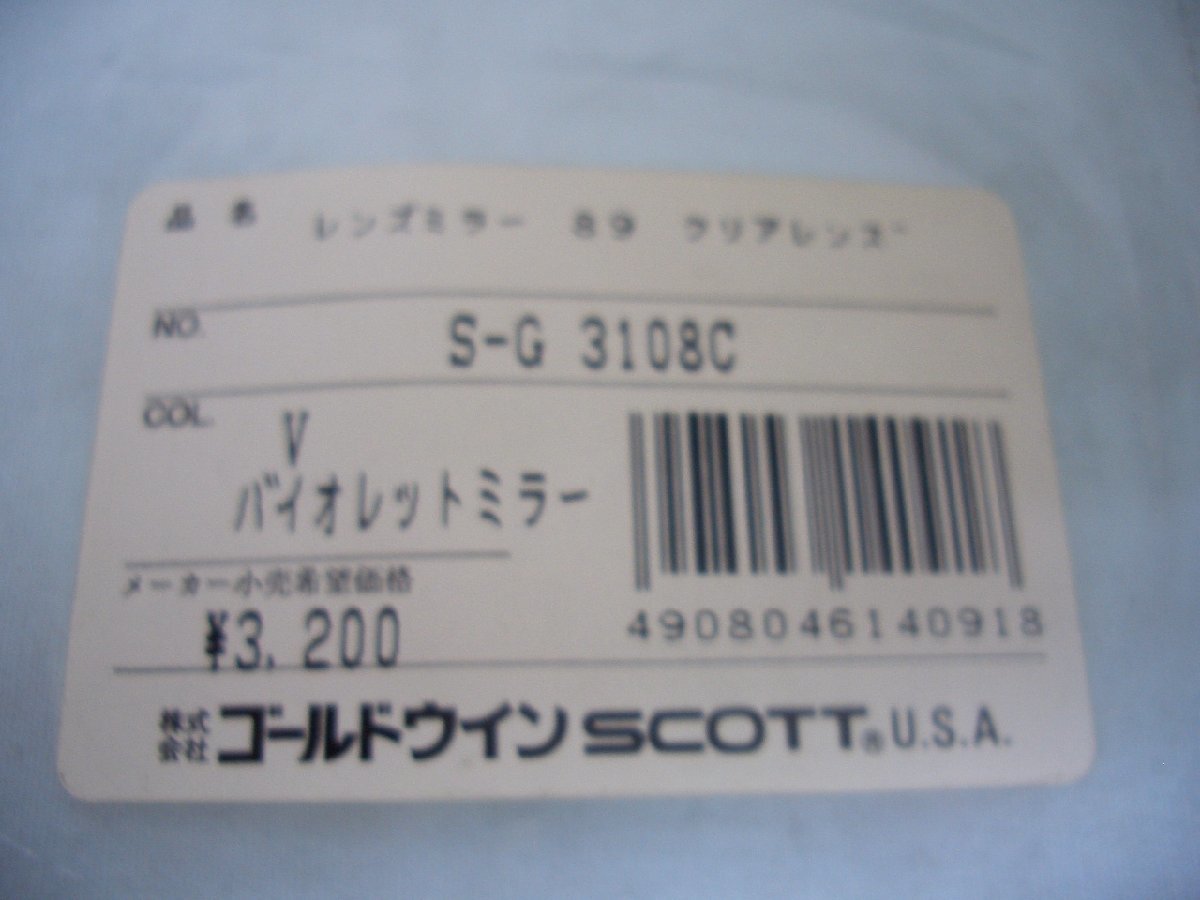 品名 レンズミラー 89 クリアレンズ
NO. S-G 3108C
COL. V
バイオレットミラー
メーカー小売希望価格
¥3,200
4908046140918
株式会社 ゴールドウイン SCOTT® U.S.A.